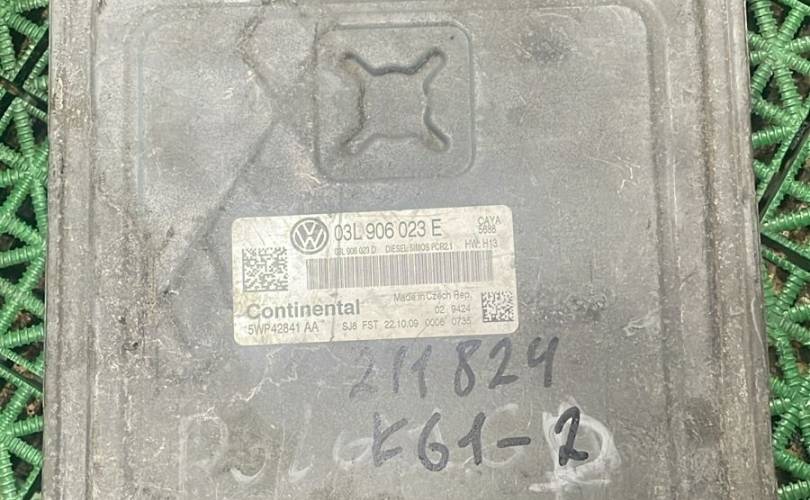 03L 906 023 E CAYA
5688
03L 906 023 D DIESEL SIMOS PCR2.1 HW: H13
Continental Made in Czech Rep.
02 9424
5WP42841 AA SJ8 FST 22.10.09 0006 0735
211824
K61-2